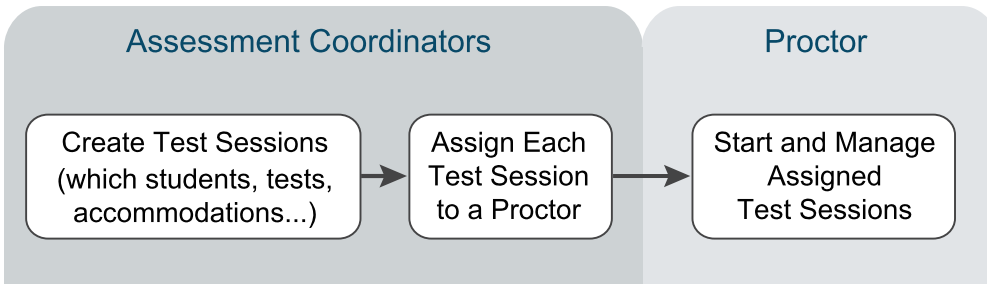 Assessment Coordinators
Proctor
Create Test Sessions
(which students, tests,
accommodations...)
Assign Each
Test Session
to a Proctor
Start and Manage
Assigned
Test Sessions